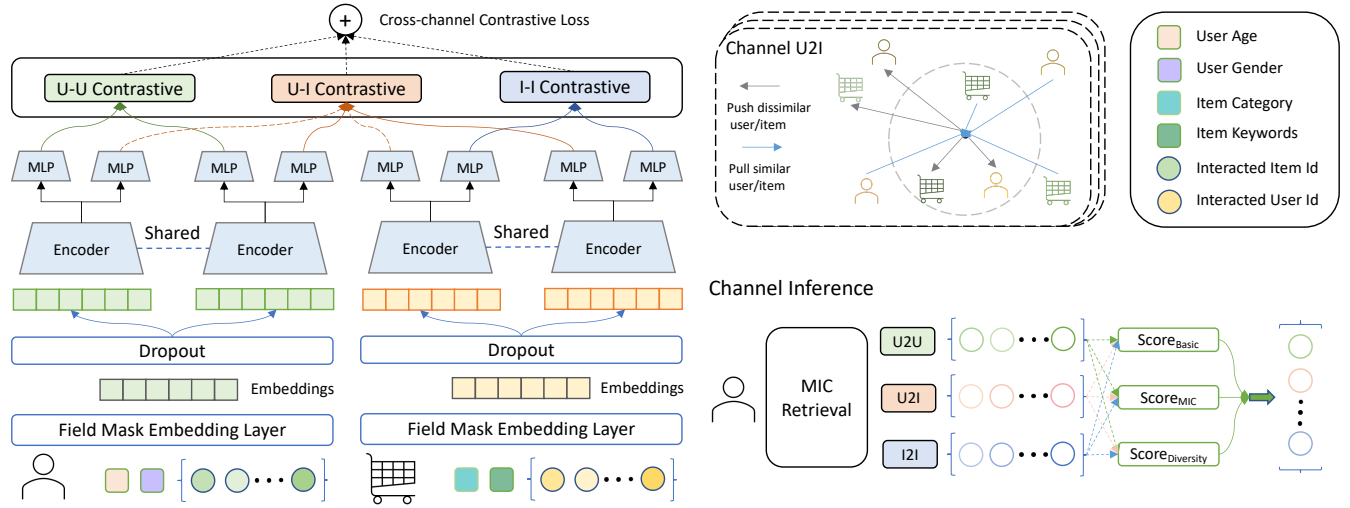 +
Cross-channel Contrastive Loss
U-U Contrastive
U-I Contrastive
I-I Contrastive
MLP
MLP
MLP
MLP
MLP
MLP
MLP
MLP
Encoder
Shared
Encoder
Encoder
Shared
Encoder
Dropout
Dropout
Embeddings
Embeddings
Field Mask Embedding Layer
Field Mask Embedding Layer
Channel U2I
Push dissimilar
user/item
Pull similar
user/item
User Age
User Gender
Item Category
Item Keywords
Interacted Item Id
Interacted User Id
Channel Inference
MIC
Retrieval
U2U
U2I
I2I
Score_Basic
Score_MIC
Score_Diversity